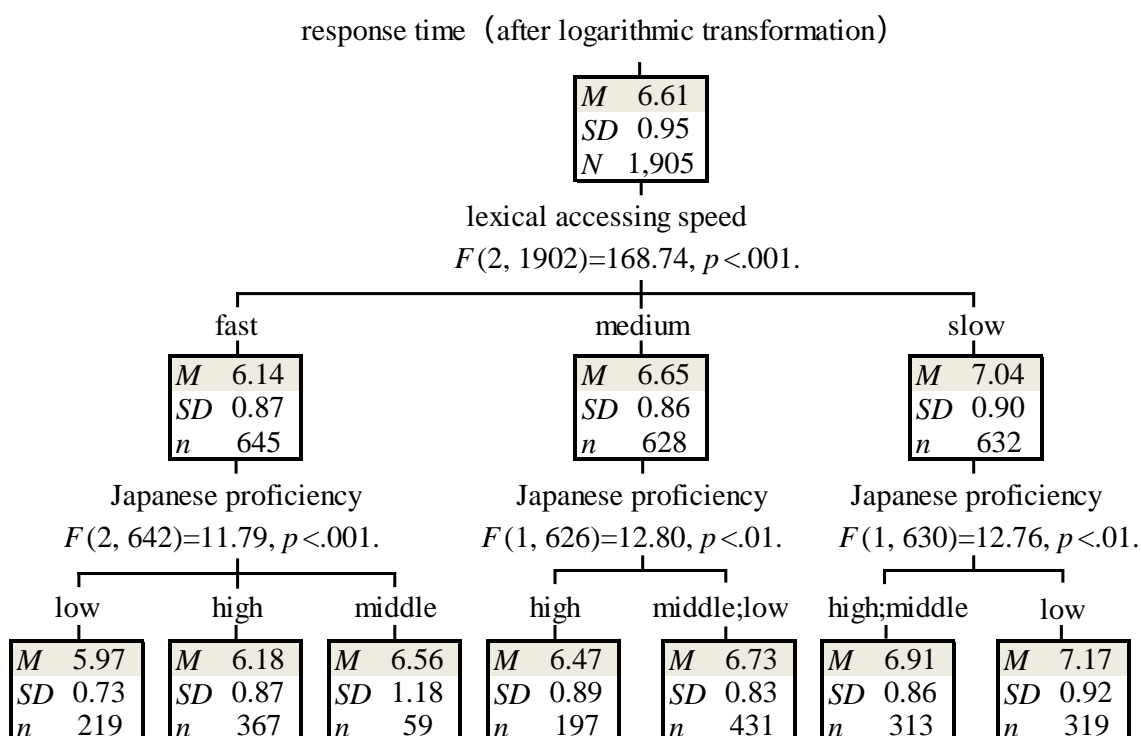 response time（after logarithmic transformation）
M 6.61
SD 0.95
N 1,905
lexical accessing speed
F(2, 1902)=168.74, p<.001.
fast medium slow
M 6.14 M 6.65 M 7.04
SD 0.87 SD 0.86 SD 0.90
n 645 n 628 n 632
Japanese proficiency Japanese proficiency Japanese proficiency
F(2, 642)=11.79, p<.001. F(1, 626)=12.80, p<.01. F(1, 630)=12.76, p<.01.
low high middle high middle;low high;middle low
M 5.97 M 6.18 M 6.56 M 6.47 M 6.73 M 6.91 M 7.17
SD 0.73 SD 0.87 SD 1.18 SD 0.89 SD 0.83 SD 0.86 SD 0.92
n 219 n 367 n 59 n 197 n 431 n 313 n 319